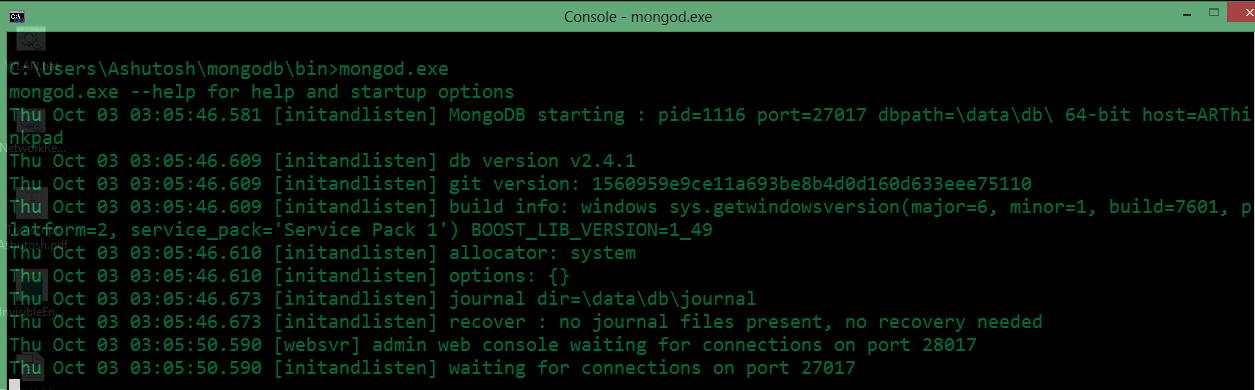 Console - mongod.exe
C:\Users\Ashutosh\mongodb\bin>mongod.exe
mongod.exe --help for help and startup options
Thu Oct 03 03:05:46.581 [initandlisten] MongoDB starting : pid=1116 port=27017 dbpath=\data\db\ 64-bit host=ARThi
nkpad
Thu Oct 03 03:05:46.609 [initandlisten] db version v2.4.1
Thu Oct 03 03:05:46.609 [initandlisten] git version: 1560959e9ce11a693be8b4d0d160d633eee75110
Thu Oct 03 03:05:46.609 [initandlisten] build info: windows sys.getwindowsversion(major=6, minor=1, build=7601, p
latform=2, service_pack='Service Pack 1') BOOST_LIB_VERSION=1_49
Thu Oct 03 03:05:46.610 [initandlisten] allocator: system
Thu Oct 03 03:05:46.610 [initandlisten] options: {}
Thu Oct 03 03:05:46.673 [initandlisten] journal dir=\data\db\journal
Thu Oct 03 03:05:46.673 [initandlisten] recover : no journal files present, no recovery needed
Thu Oct 03 03:05:50.590 [websvr] admin web console waiting for connections on port 28017
Thu Oct 03 03:05:50.590 [initandlisten] waiting for connections on port 27017
NetworkRe...
Ashutosh.pdf
InvisibleEn...